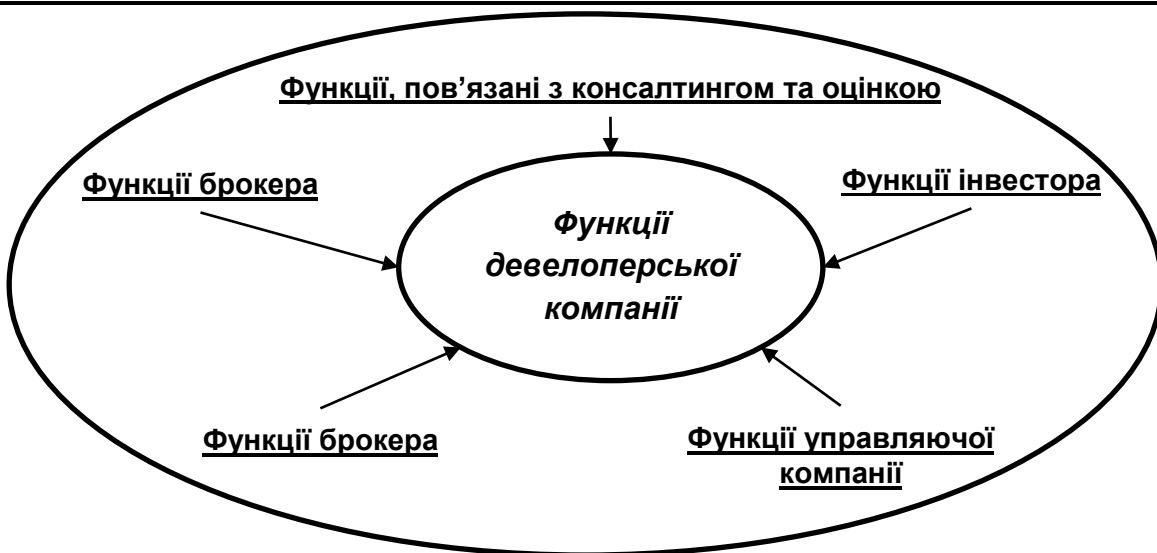 Функції, пов’язані з консалтингом та оцінкою
Функції брокера
Функції інвестора
Функції
девелоперської
компанії
Функції брокера
Функції управляючої
компанії